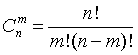 C_n^m = n! / m!(n − m)!